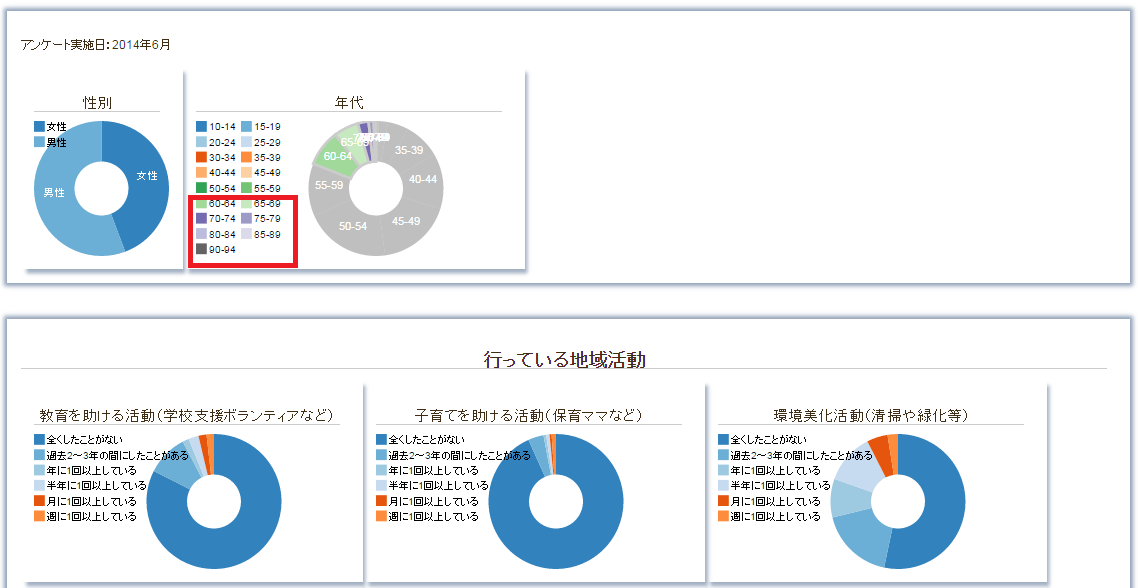 アンケート実施日：2014年6月
性別
女性
男性
女性
男性
年代
10-14 15-19
20-24 25-29
30-34 35-39
40-44 45-49
50-54 55-59
60-64 65-69
70-74 75-79
80-84 85-89
90-94
35-39
40-44
45-49
50-54
55-59
60-64
行っている地域活動
教育を助ける活動（学校支援ボランティアなど）
全くしたことがない
過去2～3年の間にしたことがある
年に1回以上している
半年に1回以上している
月に1回以上している
週に1回以上している
子育てを助ける活動（保育ママなど）
全くしたことがない
過去2～3年の間にしたことがある
年に1回以上している
半年に1回以上している
月に1回以上している
週に1回以上している
環境美化活動（清掃や緑化等）
全くしたことがない
過去2～3年の間にしたことがある
年に1回以上している
半年に1回以上している
月に1回以上している
週に1回以上している